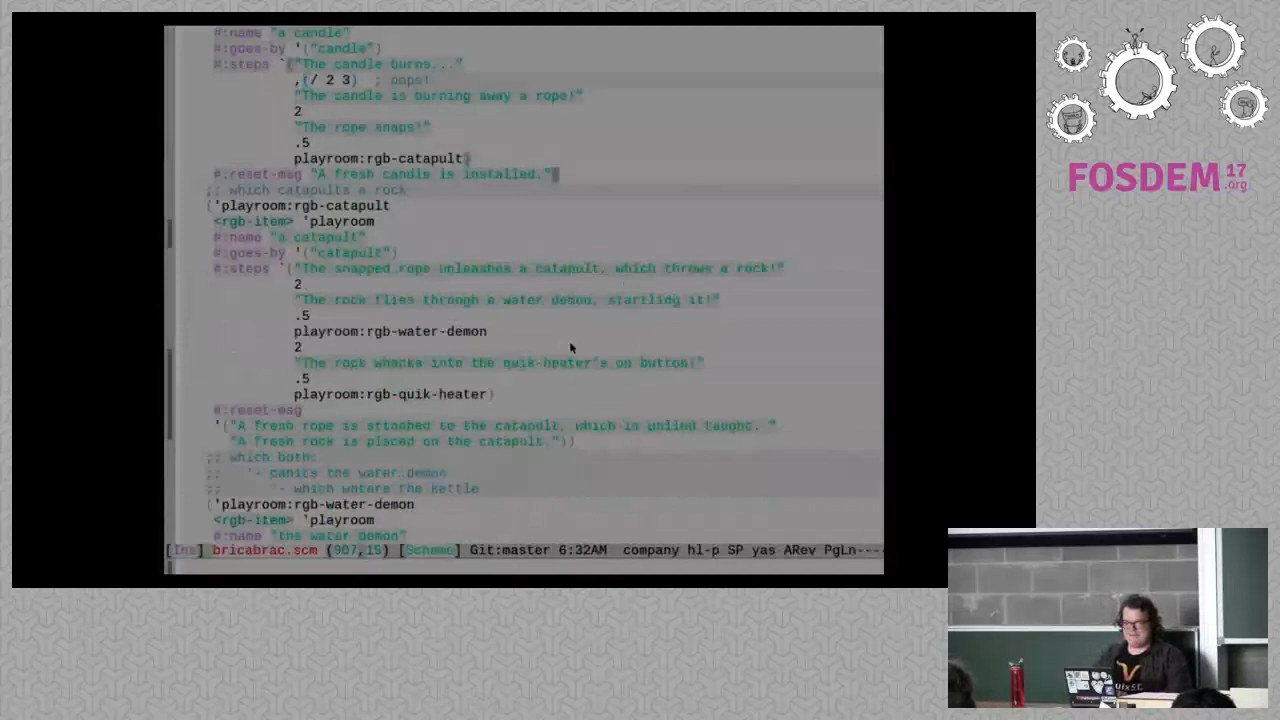 #:name "a candle"
#:goes-by '("candle")
#:steps `("The candle burns..."
,(/ 2 3) ; oops!
"The candle is burning away a rope!"
2
"The rope snaps!"
.5
playroom:rgb-catapult)
#:reset-msg "A fresh candle is installed."
;; which catapults a rock
('playroom:rgb-catapult
<rgb-item> 'playroom
#:name "a catapult"
#:goes-by '("catapult")
#:steps `("The snapped rope unleashes a catapult, which throws a rock!"
2
"The rock flies through a water demon, startling it!"
.5
playroom:rgb-water-demon
2
"The rock whacks into the quik-heater's on button!"
.5
playroom:rgb-quik-heater)
#:reset-msg
'("A fresh rope is attached to the catapult, which is pulled taught. "
"A fresh rock is placed on the catapult."))
;; which both:
;; '- panics the water demon
;; '- which waters the kettle
('playroom:rgb-water-demon
<rgb-item> 'playroom
#:name "the water demon"
[Ins] bricabrac.scm (907,15) [Scheme] Git:master 6:32AM company hl-p SP yas ARev PgLn----
FOSDEM 17
.org